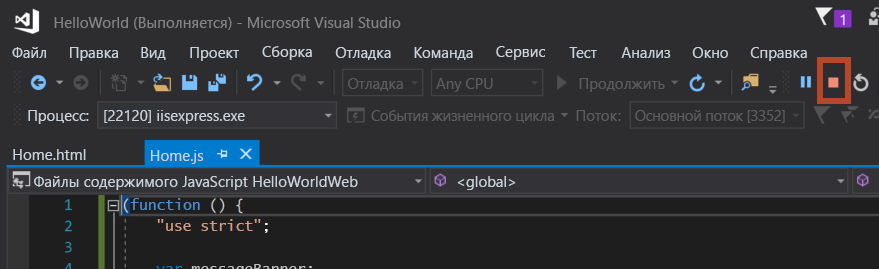 HelloWorld (Выполняется) - Microsoft Visual Studio
1
Файл Правка Вид Проект Сборка Отладка Команда Сервис Тест Анализ Окно Справка
Отладка Any CPU Продолжить
Процесс: [22120] iisexpress.exe События жизненного цикла Поток: Основной поток [3352]
Home.html Home.js
Файлы содержимого JavaScript HelloWorldWeb <global>
1 (function () {
2 "use strict";
3
4 var messageBanner;